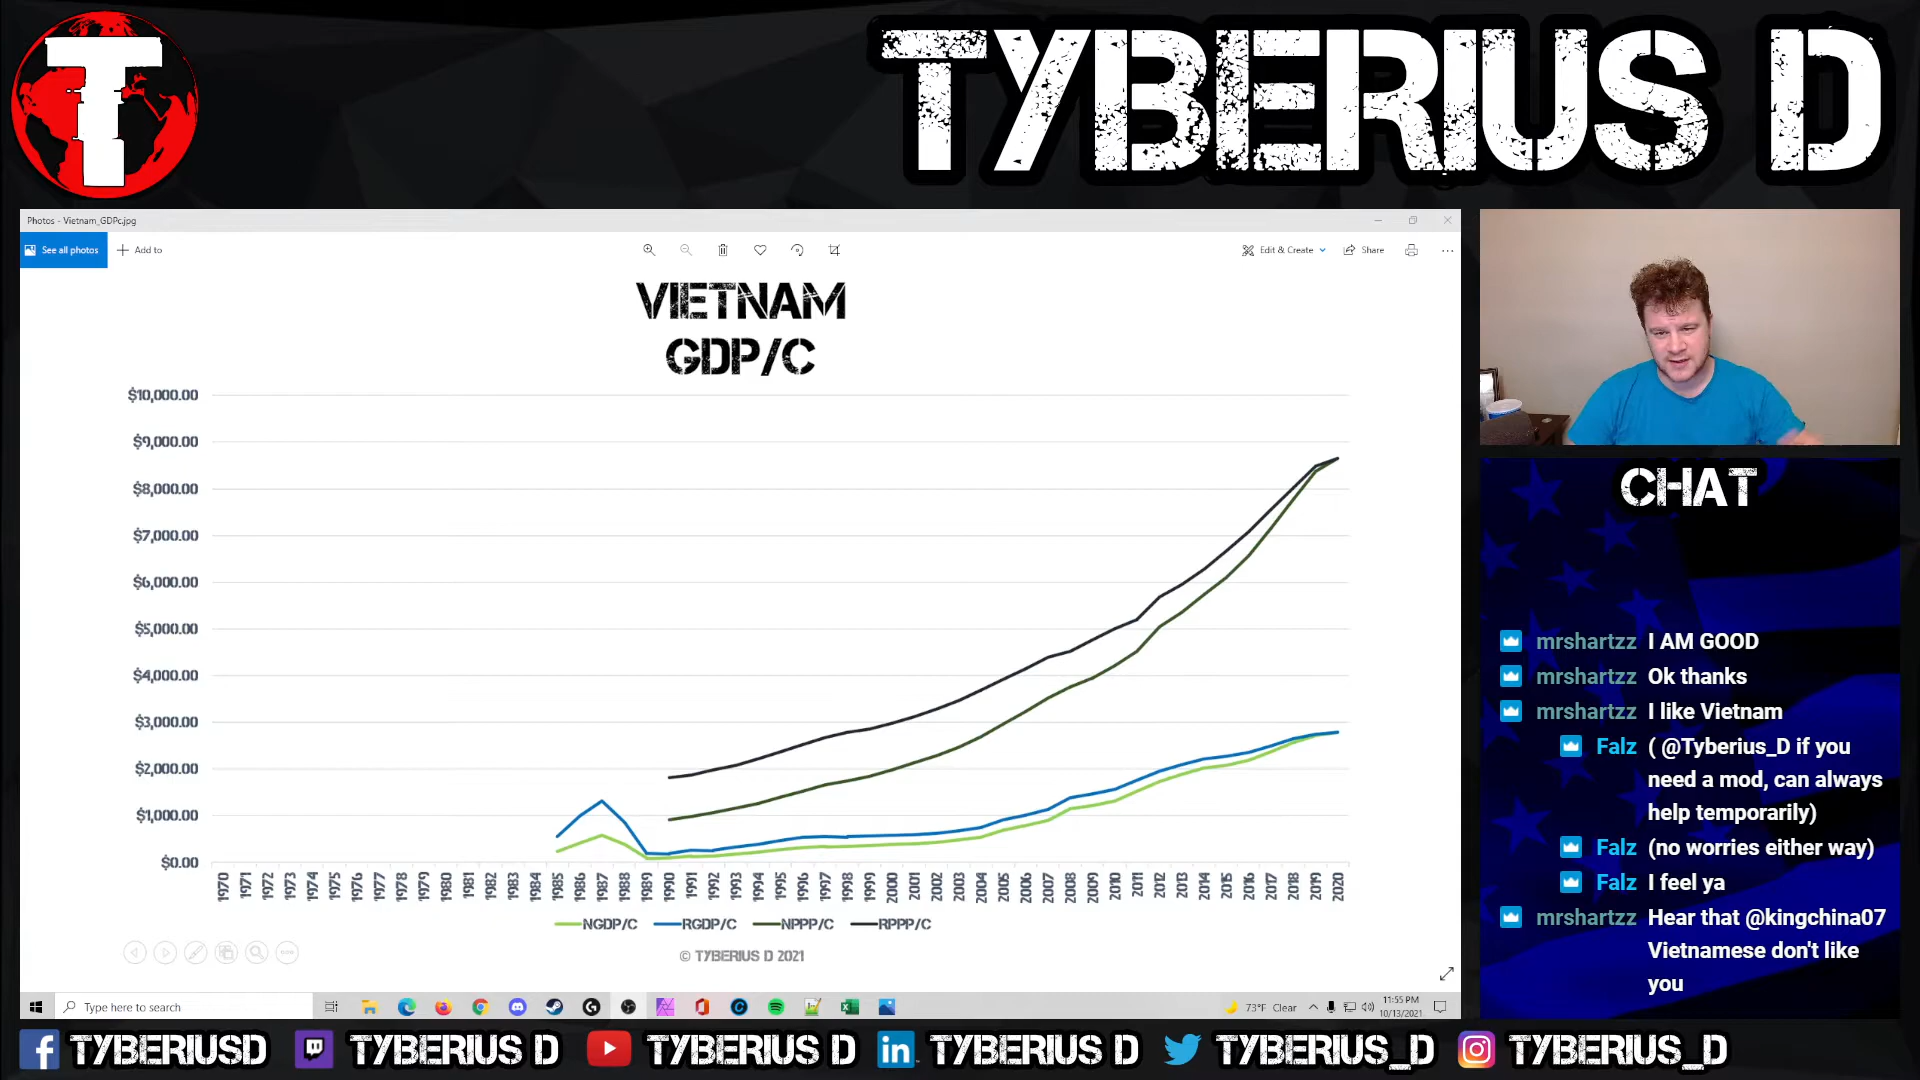 T
TYBERIUS D
Photos - Vietnam_GDPc.jpg
See all photos
Add to
Edit & Create
Share
VIETNAM
GDP/C
$10,000.00
$9,000.00
$8,000.00
$7,000.00
$6,000.00
$5,000.00
$4,000.00
$3,000.00
$2,000.00
$1,000.00
$0.00
1970 1971 1972 1973 1974 1975 1976 1977 1978 1979 1980 1981 1982 1983 1984 1985 1986 1987 1988 1989 1990 1991 1992 1993 1994 1995 1996 1997 1998 1999 2000 2001 2002 2003 2004 2005 2006 2007 2008 2009 2010 2011 2012 2013 2014 2015 2016 2017 2018 2019 2020
NGDP/C RGDP/C NPPP/C RPPP/C
© TYBERIUS D 2021
CHAT
mrshartzz I AM GOOD
mrshartzz Ok thanks
mrshartzz I like Vietnam
Falz ( @Tyberius_D if you
need a mod, can always
help temporarily)
Falz (no worries either way)
Falz I feel ya
mrshartzz Hear that @kingchina07
Vietnamese don't like
you
Type here to search
73°F Clear
11:55 PM
10/13/2021
TYBERIUSD
TYBERIUS D
TYBERIUS D
TYBERIUS D
TYBERIUS_D
TYBERIUS_D